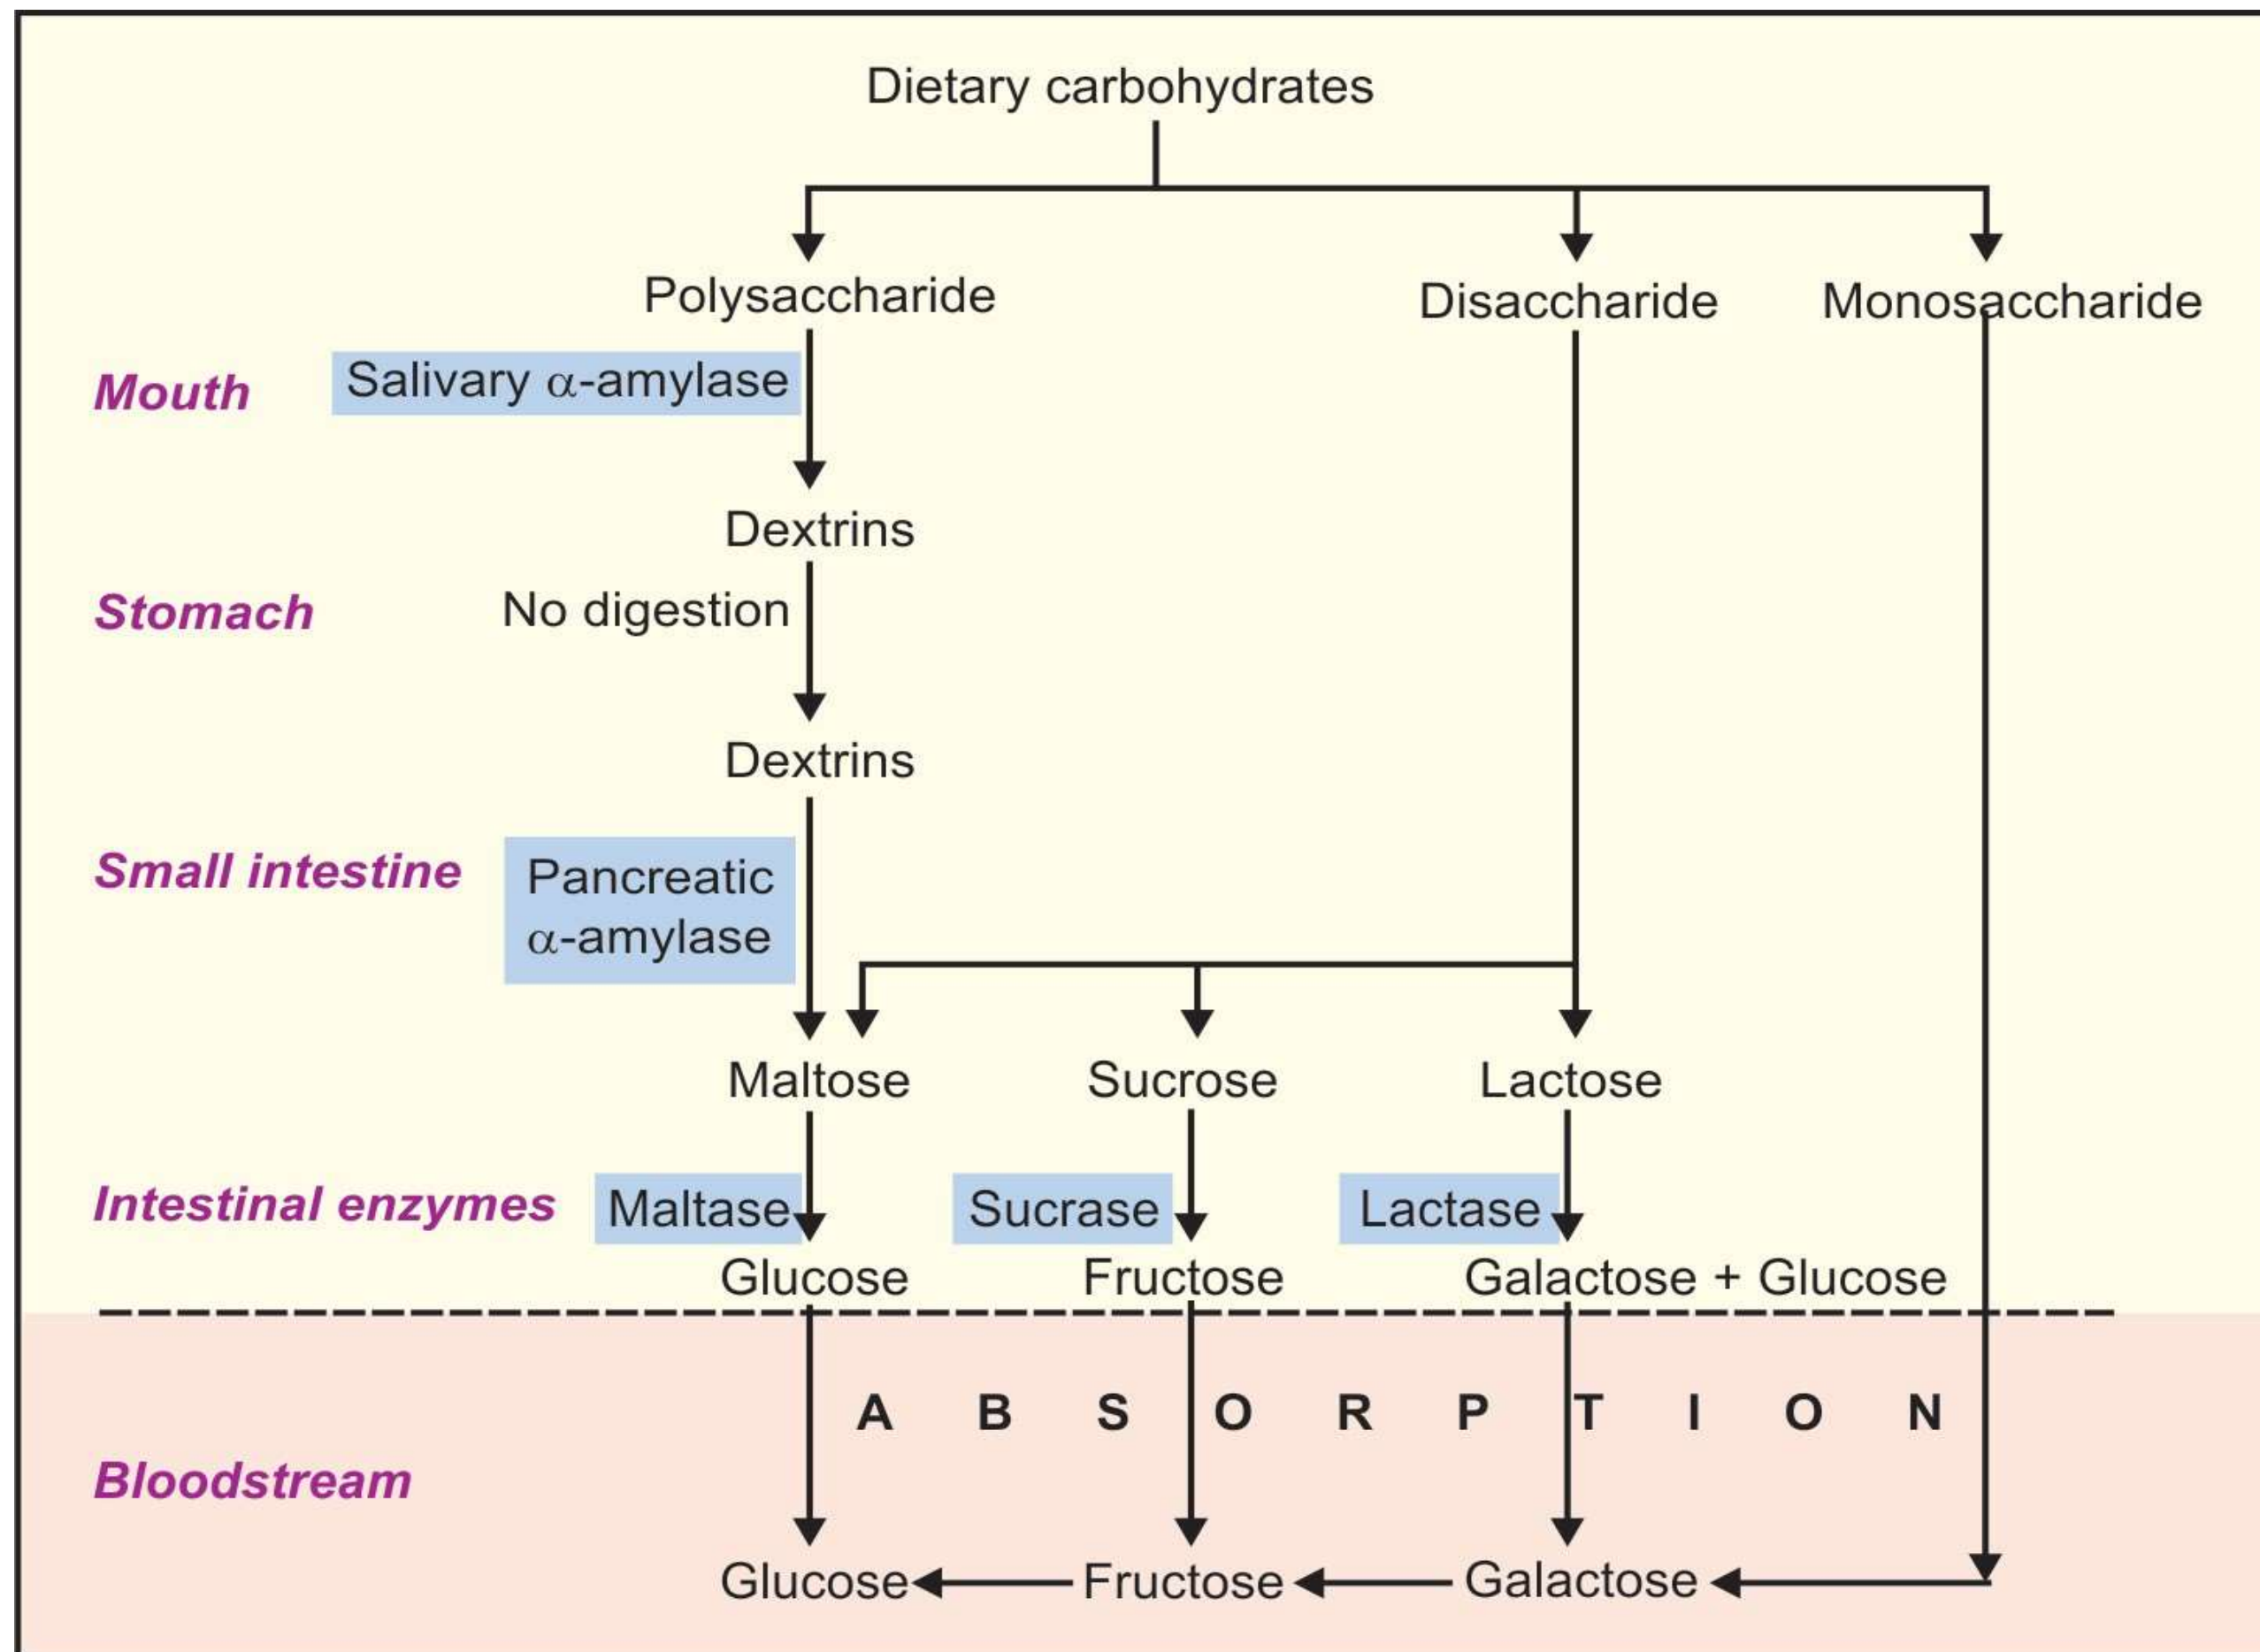 Dietary carbohydrates
Polysaccharide Disaccharide Monosaccharide
Mouth Salivary α-amylase
Dextrins
Stomach No digestion
Dextrins
Small intestine Pancreatic
α-amylase
Maltose Sucrose Lactose
Intestinal enzymes Maltase Sucrase Lactase
Glucose Fructose Galactose + Glucose
A B S O R P T I O N
Bloodstream
Glucose Fructose Galactose